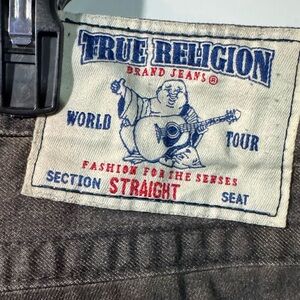 TRUE RELIGION
BRAND JEANS®
WORLD TOUR
FASHION FOR THE SENSES
SECTION STRAIGHT SEAT